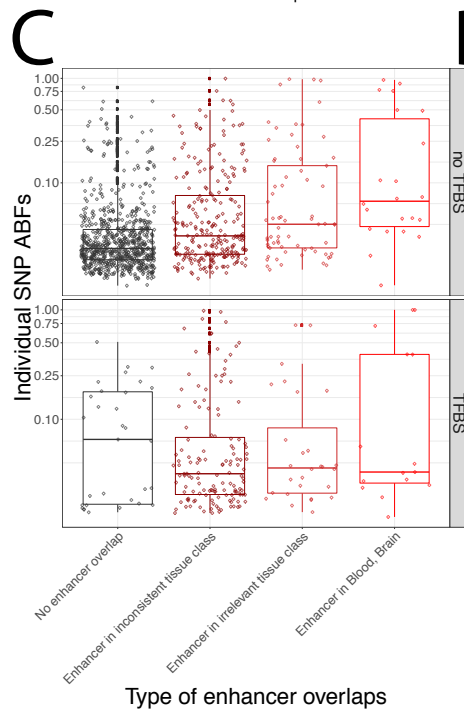 C
Individual SNP ABFs
1.00
0.75
0.50
0.25
0.10
no TFBS
1.00
0.75
0.50
0.25
0.10
TFBS
No enhancer overlap
Enhancer in inconsistent tissue class
Enhancer in irrelevant tissue class
Enhancer in Blood, Brain
Type of enhancer overlaps